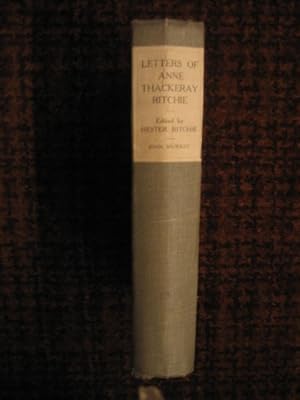 LETTERS OF
ANNE
THACKERAY
RITCHIE
Edited by
HESTER RITCHIE
JOHN MURRAY